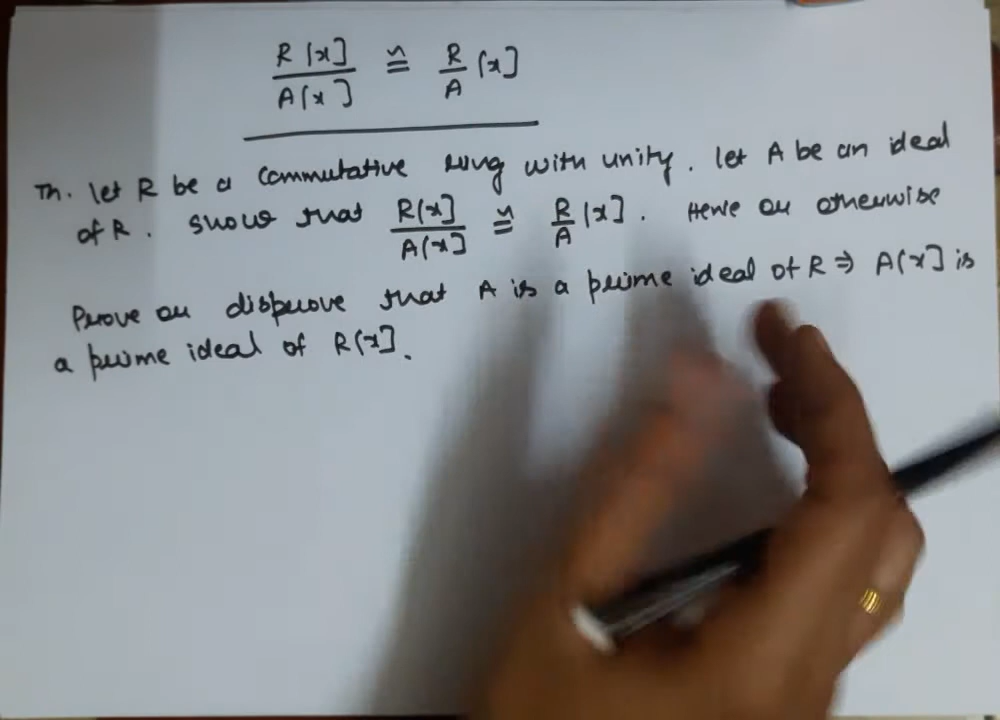 R[x] / A[x] ≅ R/A [x]
Th. let R be a commutative ring with unity. let A be an ideal
of R. show that R[x] / A[x] ≅ R/A [x]. Hence or otherwise
Prove or disprove that A is a prime ideal of R ⇒ A[x] is
a prime ideal of R[x].